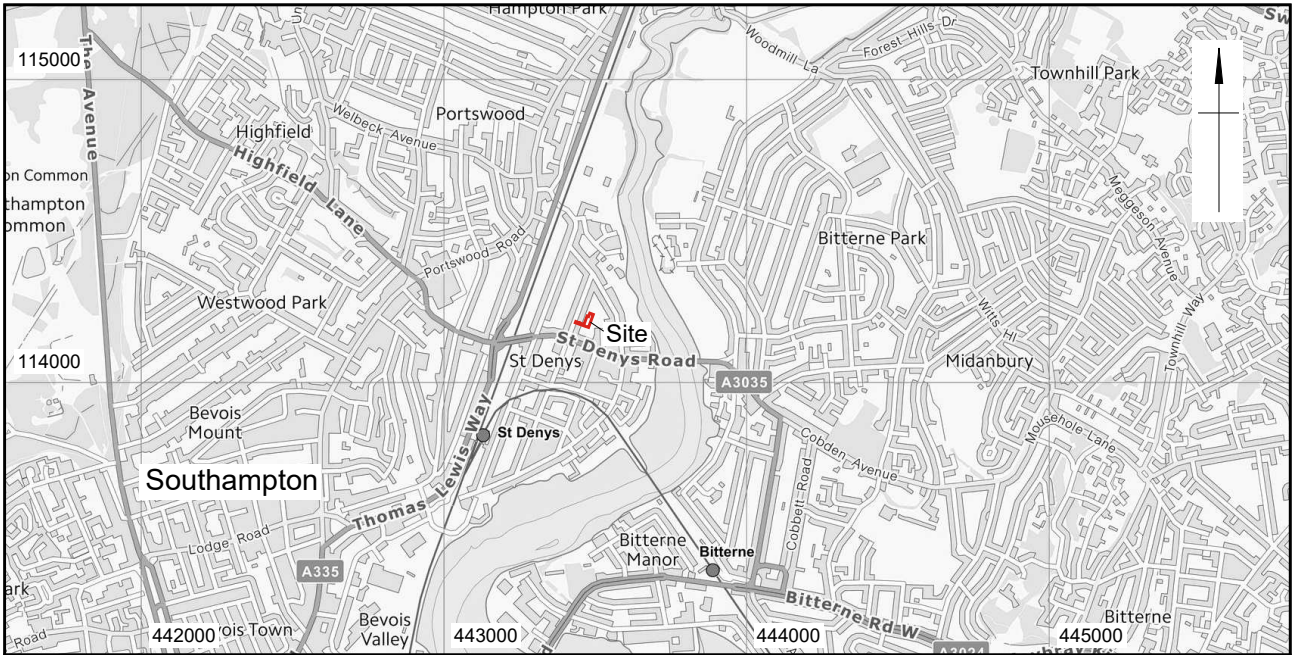 Hampton Park
Sw
The Avenue
115000
Woodmill La
Forest Hills Dr
Townhill Park
Portswood
Highfield
Welbeck Avenue
Highfield Lane
on Common
thampton
ommon
Meggeson Avenue
Portswood Road
Bitterne Park
Westwood Park
Witts Hl
Townhill Way
Site
St Denys Road
St Denys
114000
Midanbury
A3035
Bevois
Mount
St Denys
Mousehole Lane
Cobden Avenue
Southampton
Thomas Lewis Way
Cobbett Road
Lodge Road
Bitterne
Manor
Bitterne
A335
ark
Bitterne Rd W
Bitterne
Road
442000
ois Town
Bevois
Valley
443000
444000
445000
A3024